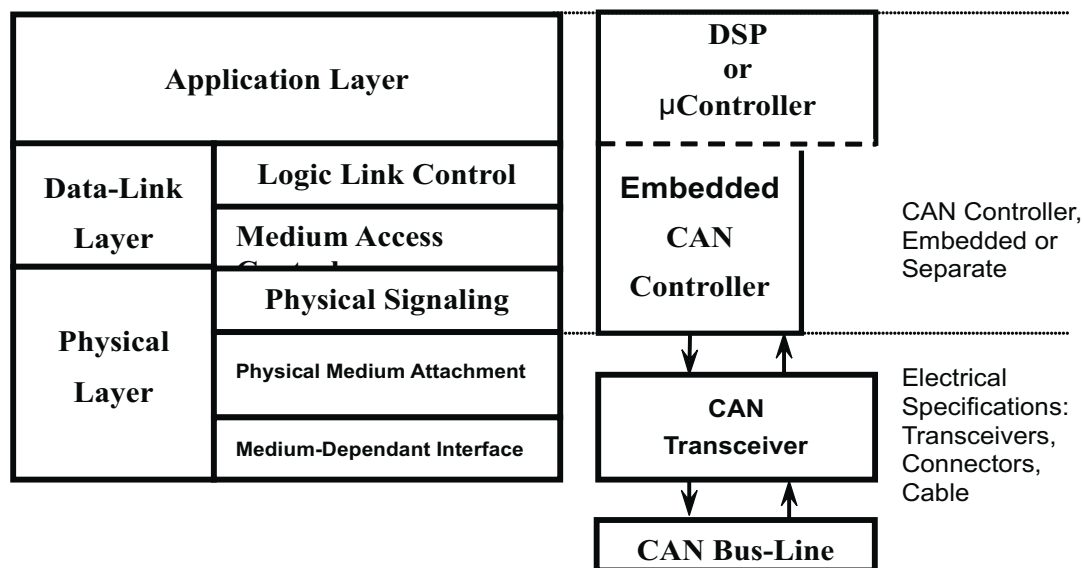 Application Layer
Data-Link
Layer
Logic Link Control
Medium Access
Physical
Layer
Physical Signaling
Physical Medium Attachment
Medium-Dependant Interface
DSP
or
µController
Embedded
CAN
Controller
CAN
Transceiver
CAN Bus-Line
CAN Controller,
Embedded or
Separate
Electrical
Specifications:
Transceivers,
Connectors,
Cable